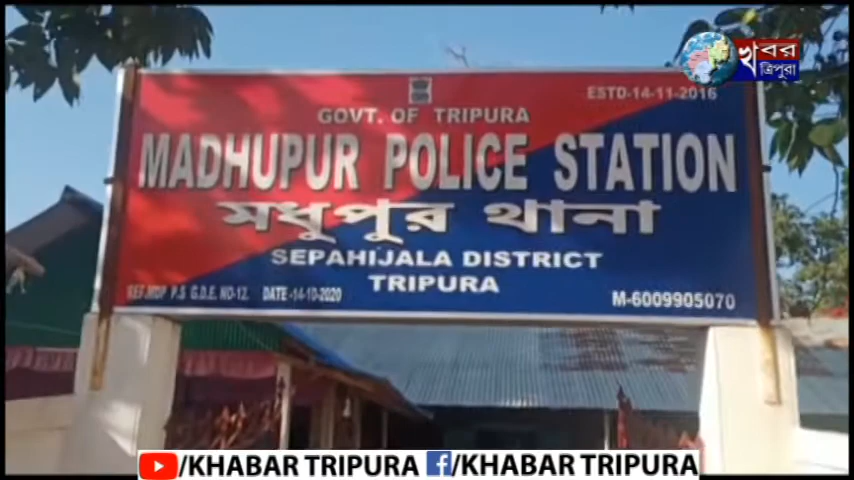 খবর
ত্রিপুরা
ESTD-14-11-2016
GOVT. OF TRIPURA
MADHUPUR POLICE STATION
মধুপুর থানা
SEPAHIJALA DISTRICT
TRIPURA
REF.MDP P.S G.D.E. NO-12. DATE-14-10-2020
M-6009905070
/KHABAR TRIPURA /KHABAR TRIPURA